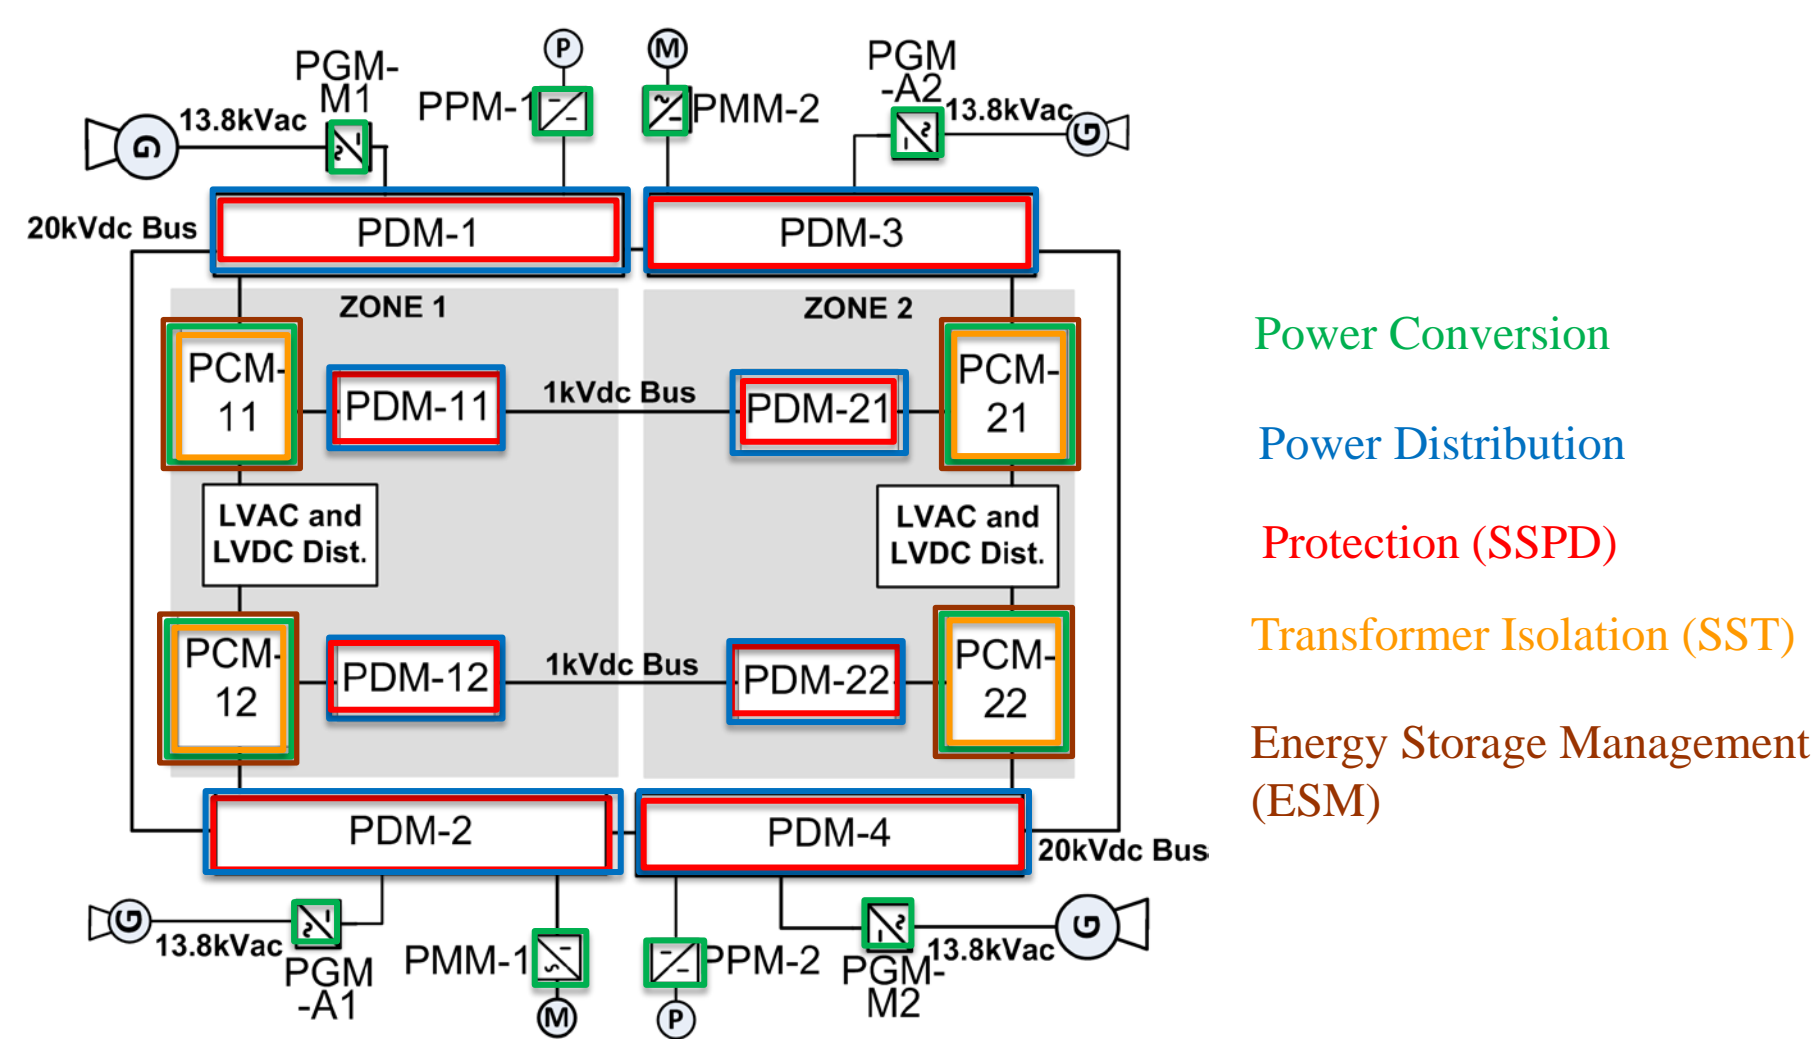 P
M
PGM-
M1
PPM-1
PMM-2
PGM
-A2
13.8kVac
13.8kVac
G
G
20kVdc Bus
PDM-1
PDM-3
ZONE 1
ZONE 2
PCM-
11
PDM-11
1kVdc Bus
PDM-21
PCM-
21
LVAC and
LVDC Dist.
LVAC and
LVDC Dist.
PCM-
12
PDM-12
1kVdc Bus
PDM-22
PCM-
22
PDM-2
PDM-4
20kVdc Bus
G
13.8kVac
PGM
-A1
PMM-1
M
PPM-2
P
PGM-
M2
13.8kVac
G
Power Conversion
Power Distribution
Protection (SSPD)
Transformer Isolation (SST)
Energy Storage Management
(ESM)